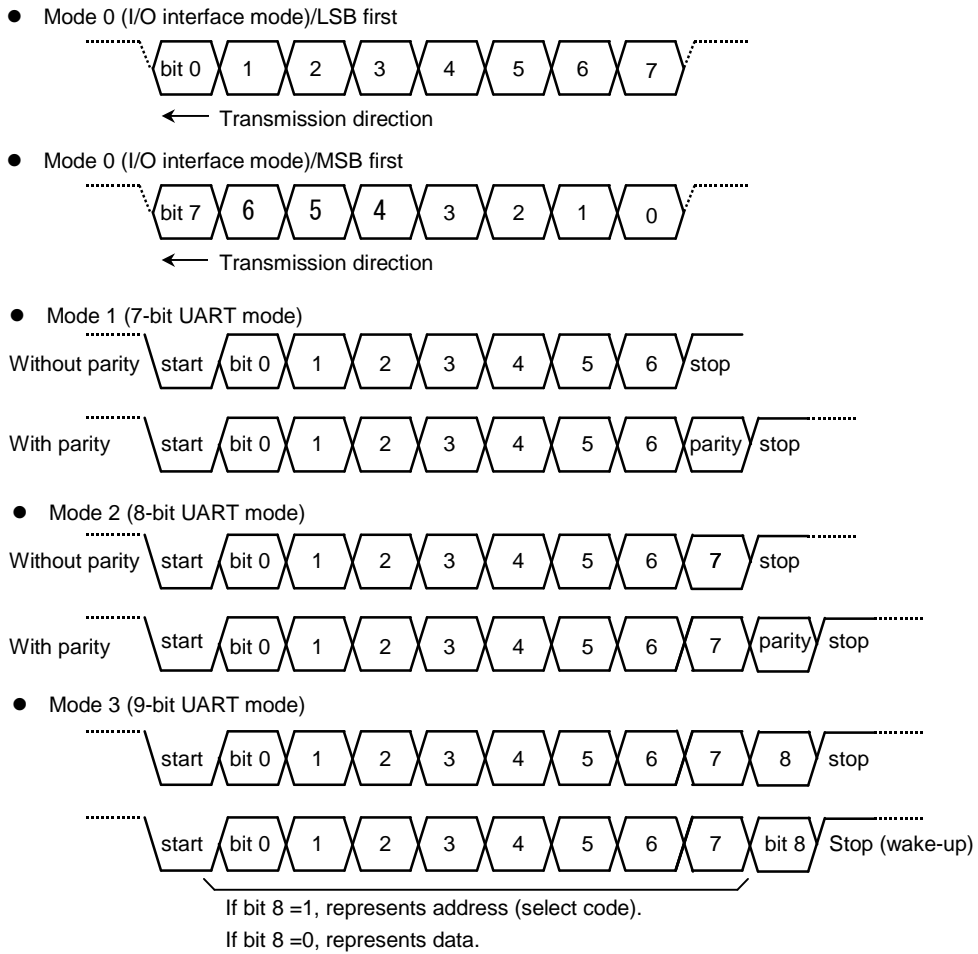 ● Mode 0 (I/O interface mode)/LSB first
bit 0 1 2 3 4 5 6 7
Transmission direction
● Mode 0 (I/O interface mode)/MSB first
bit 7 6 5 4 3 2 1 0
Transmission direction
● Mode 1 (7-bit UART mode)
Without parity start bit 0 1 2 3 4 5 6 stop
With parity start bit 0 1 2 3 4 5 6 parity stop
● Mode 2 (8-bit UART mode)
Without parity start bit 0 1 2 3 4 5 6 7 stop
With parity start bit 0 1 2 3 4 5 6 7 parity stop
● Mode 3 (9-bit UART mode)
start bit 0 1 2 3 4 5 6 7 8 stop
start bit 0 1 2 3 4 5 6 7 bit 8 Stop (wake-up)
If bit 8 =1, represents address (select code).
If bit 8 =0, represents data.